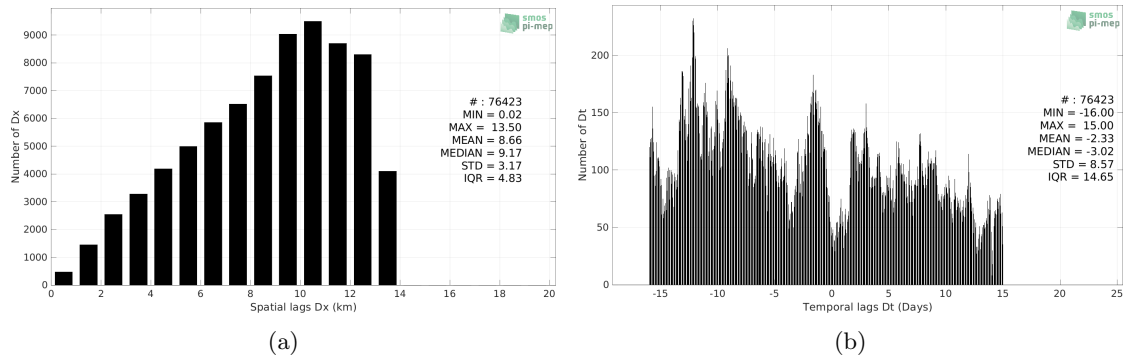 smos
pi-mep
9000
8000
7000
6000
5000
4000
3000
2000
1000
0
Number of Dx
# : 76423
MIN = 0.02
MAX = 13.50
MEAN = 8.66
MEDIAN = 9.17
STD = 3.17
IQR = 4.83
0 2 4 6 8 10 12 14 16 18 20
Spatial lags Dx (km)
(a)
smos
pi-mep
200
150
100
50
0
Number of Dt
# : 76423
MIN = -16.00
MAX = 15.00
MEAN = -2.33
MEDIAN = -3.02
STD = 8.57
IQR = 14.65
-15 -10 -5 0 5 10 15 20 25
Temporal lags Dt (Days)
(b)